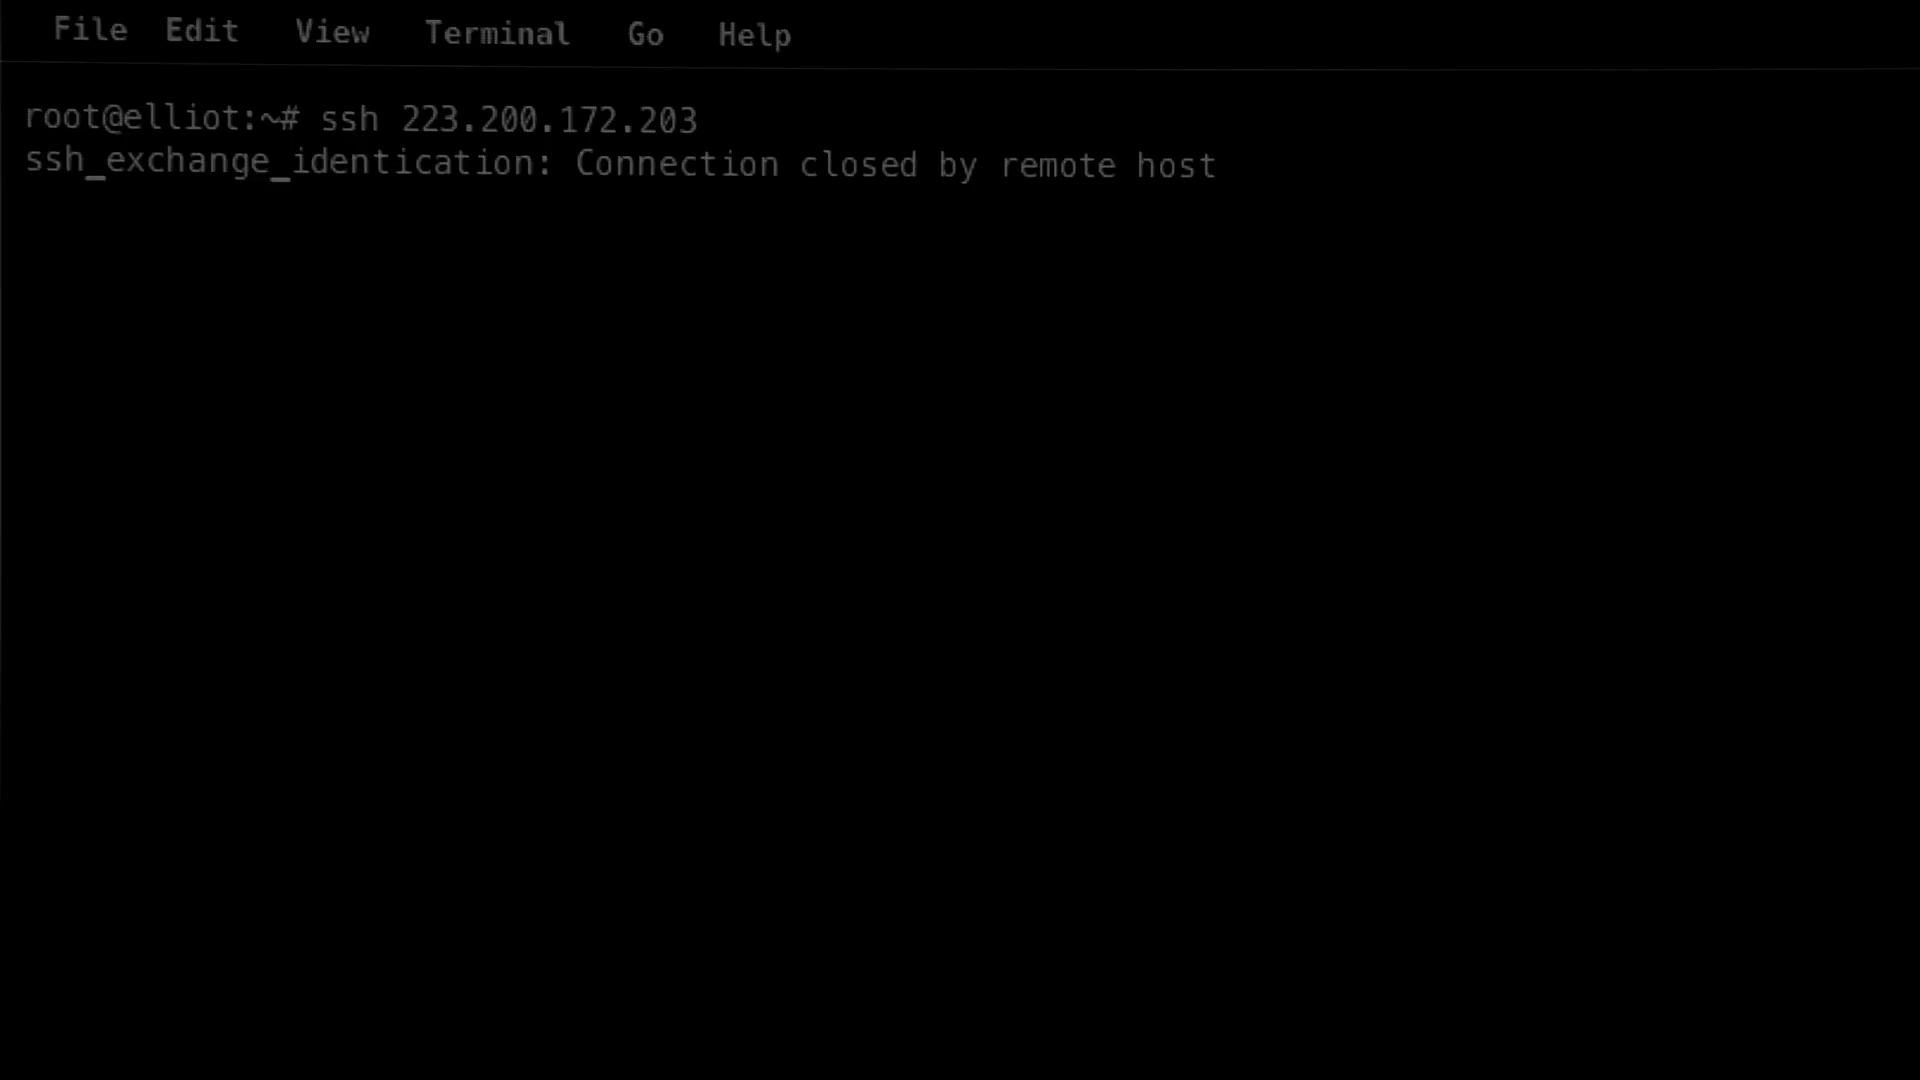 File Edit View Terminal Go Help
root@elliot:~# ssh 223.200.172.203
ssh_exchange_identication: Connection closed by remote host